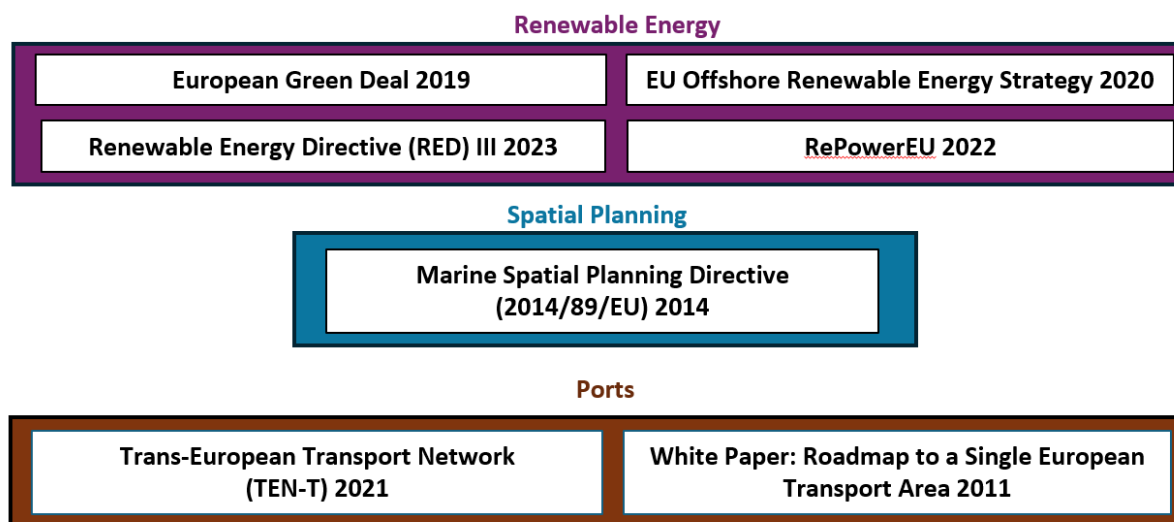 Renewable Energy
European Green Deal 2019
EU Offshore Renewable Energy Strategy 2020
Renewable Energy Directive (RED) III 2023
RePowerEU 2022
Spatial Planning
Marine Spatial Planning Directive
(2014/89/EU) 2014
Ports
Trans-European Transport Network
(TEN-T) 2021
White Paper: Roadmap to a Single European
Transport Area 2011